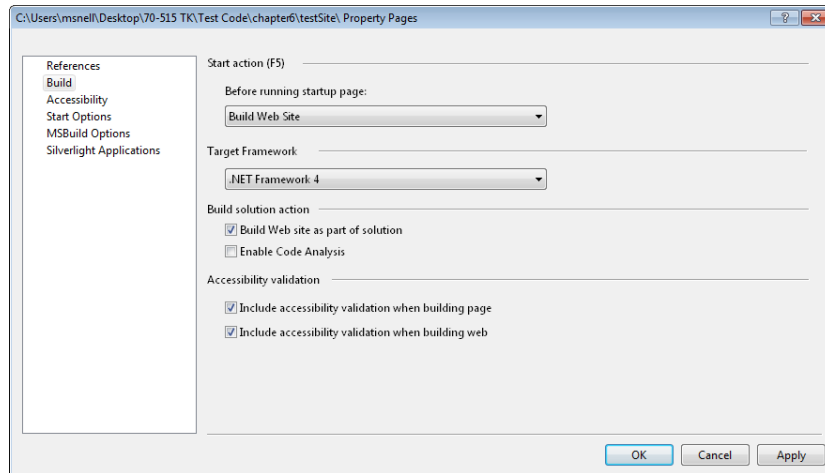 C:\Users\msnell\Desktop\70-515 TK\Test Code\chapter6\testSite\ Property Pages
References
Build
Accessibility
Start Options
MSBuild Options
Silverlight Applications
Start action (F5)
Before running startup page:
Build Web Site
Target Framework
.NET Framework 4
Build solution action
Build Web site as part of solution
Enable Code Analysis
Accessibility validation
Include accessibility validation when building page
Include accessibility validation when building web
OK Cancel Apply